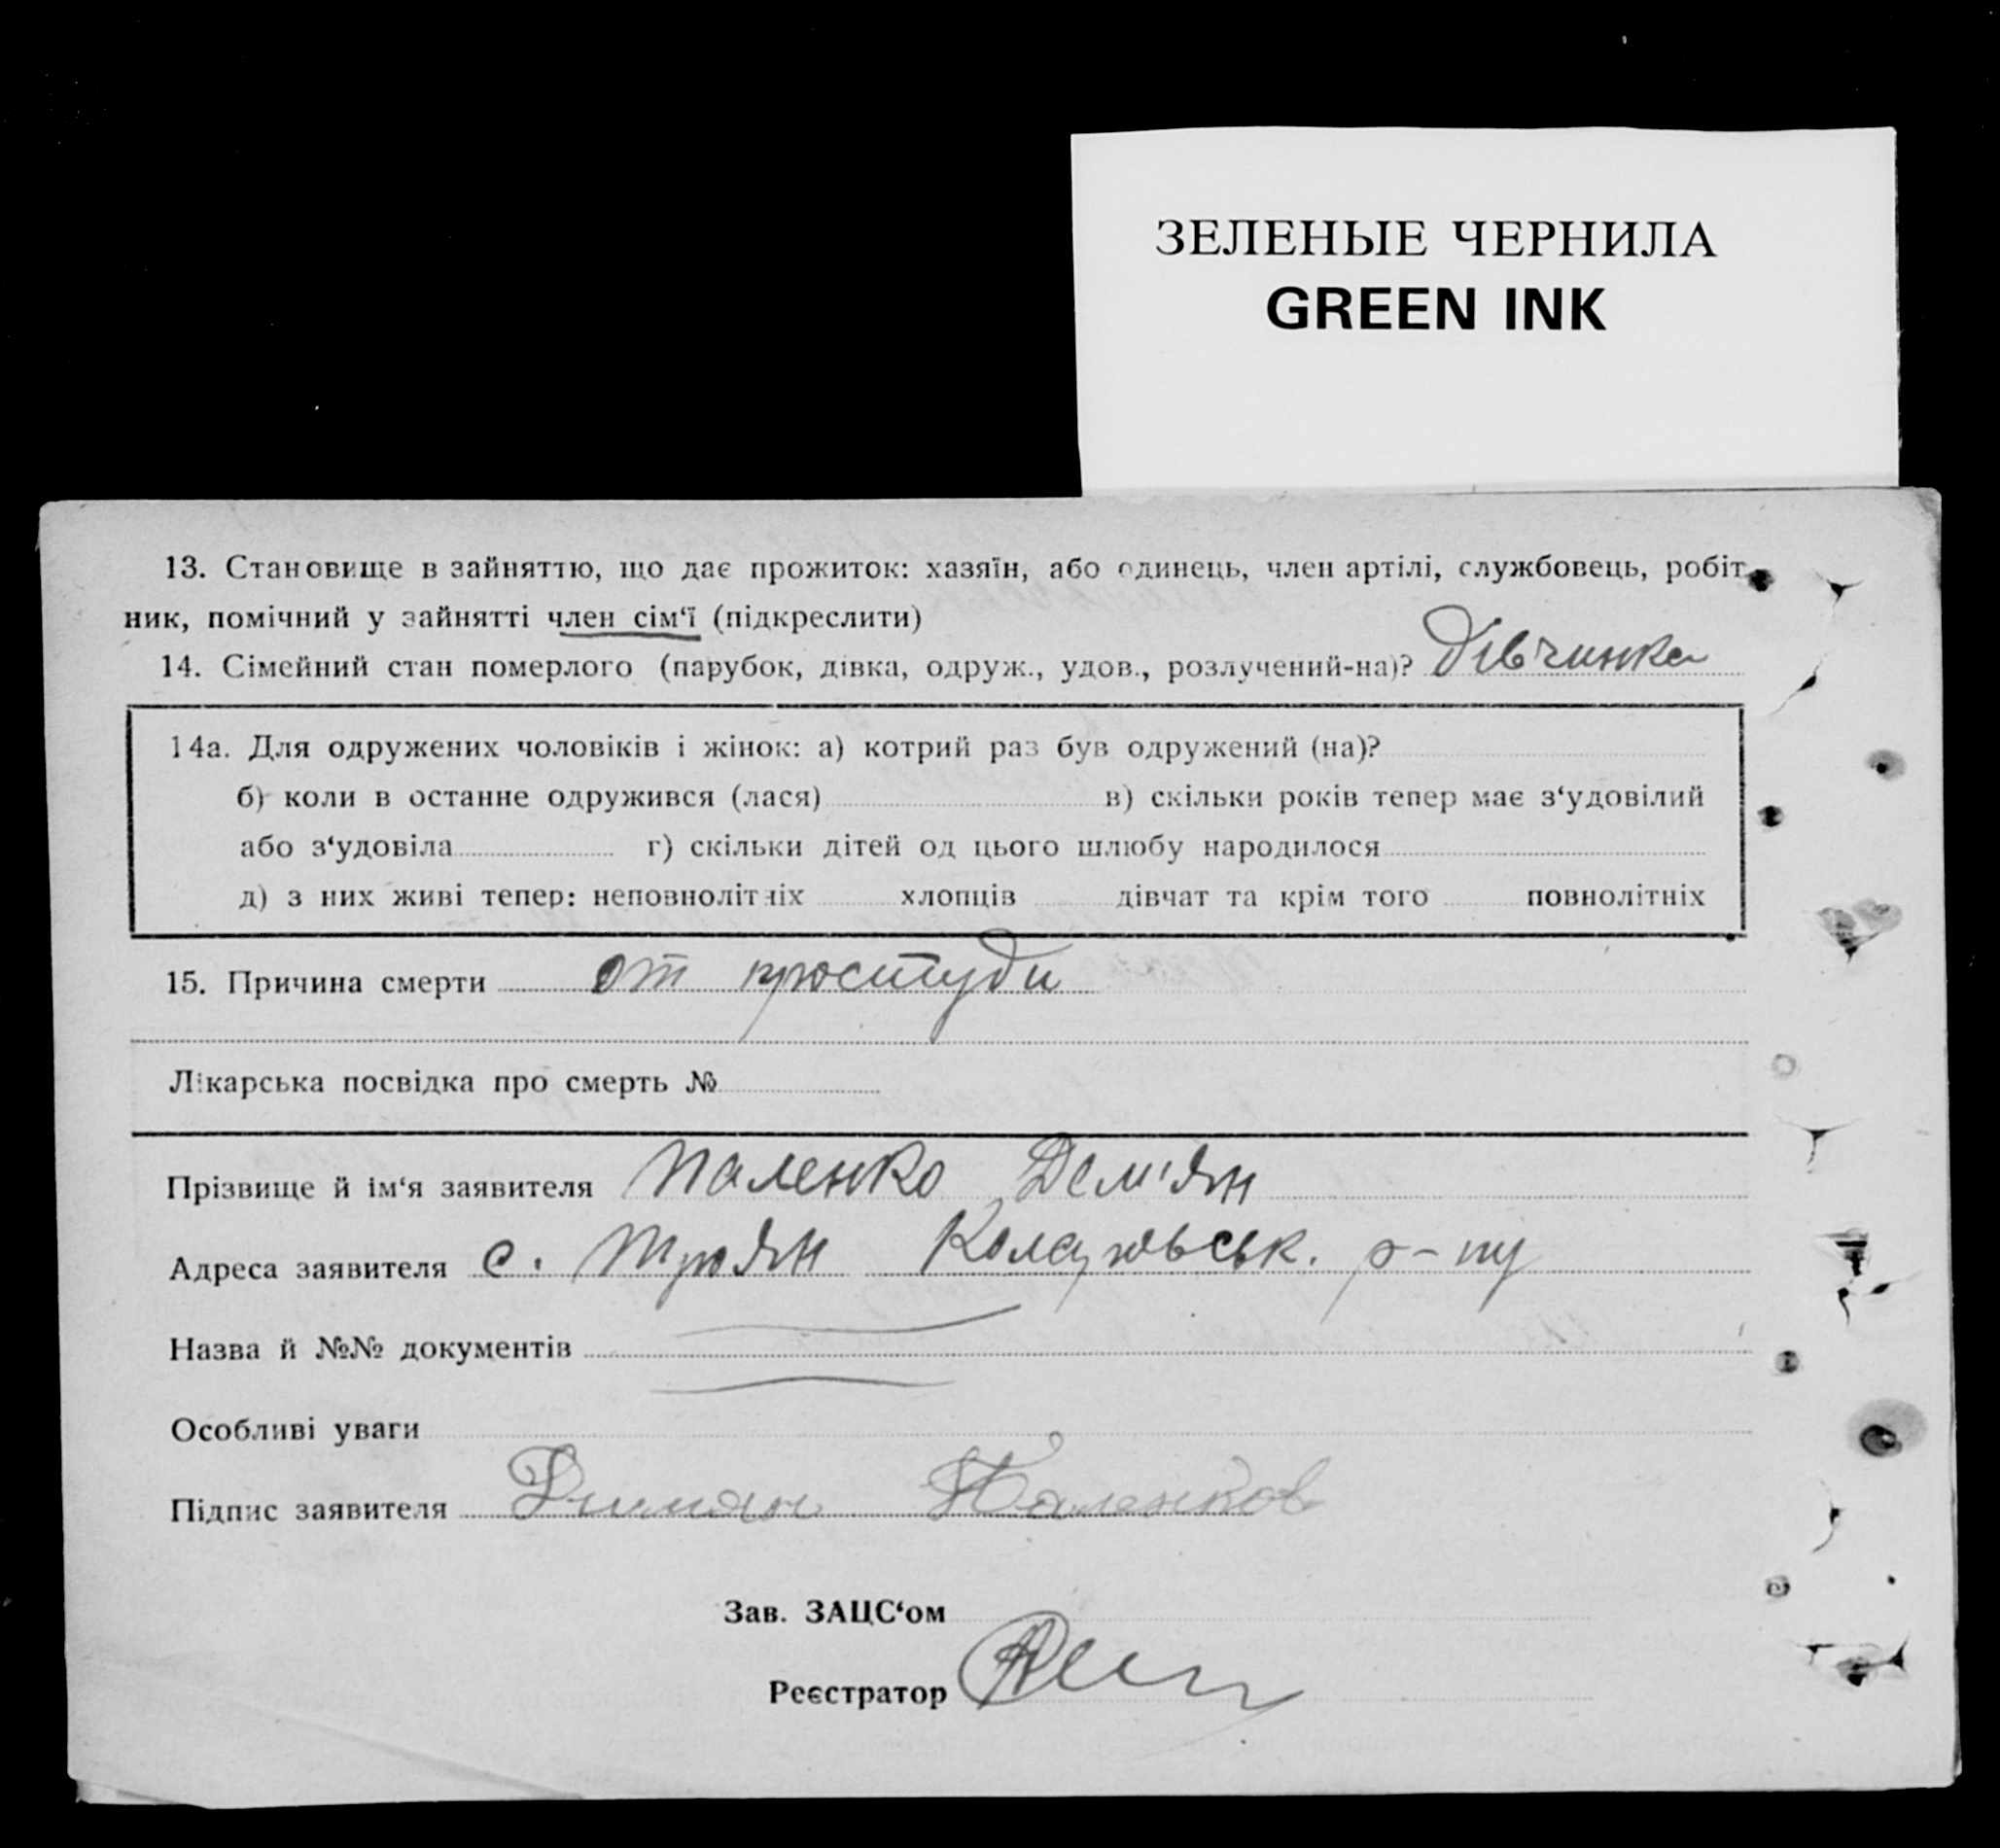 ЗЕЛЕНЫЕ ЧЕРНИЛА
GREEN INK
13. Становище в зайняттю, що дає прожиток: хазяїн, або одинець, член артілі, службовець, робіт-
ник, помічний у зайнятті член сім‘ї (підкреслити)
14. Сімейний стан померлого (парубок, дівка, одруж., удов., розлучений-на)? Дівчинка
14а. Для одружених чоловіків і жінок: а) котрий раз був одружений (на)?
б) коли в останнє одружився (лася) в) скільки років тепер має з‘удовілий
або з‘удовіла г) скільки дітей од цього шлюбу народилося
д) з них живі тепер: неповнолітніх хлопців дівчат та крім того повнолітніх
15. Причина смерти от простуди
Лікарська посвідка про смерть №
Прізвище й ім‘я заявителя Паленко Дем'ян
Адреса заявителя с. Троян р-ну
Назва й №№ документів
Особливі уваги
Підпис заявителя Димян Паленков
Зав. ЗАЦС‘ом
Реєстратор